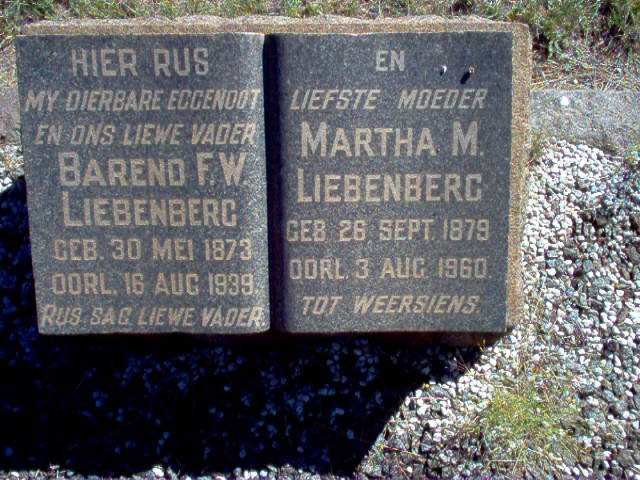 HIER RUS
MY DIERBARE EGGENOOT
EN ONS LIEWE VADER
BAREND F.W.
LIEBENBERG
GEB. 30 MEI 1873
OORL. 16 AUG 1939
RUS SAG LIEWE VADER
EN
LIEFSTE MOEDER
MARTHA M.
LIEBENBERG
GEB 26 SEPT. 1879
OORL. 3 AUG. 1960
TOT WEERSIENS.